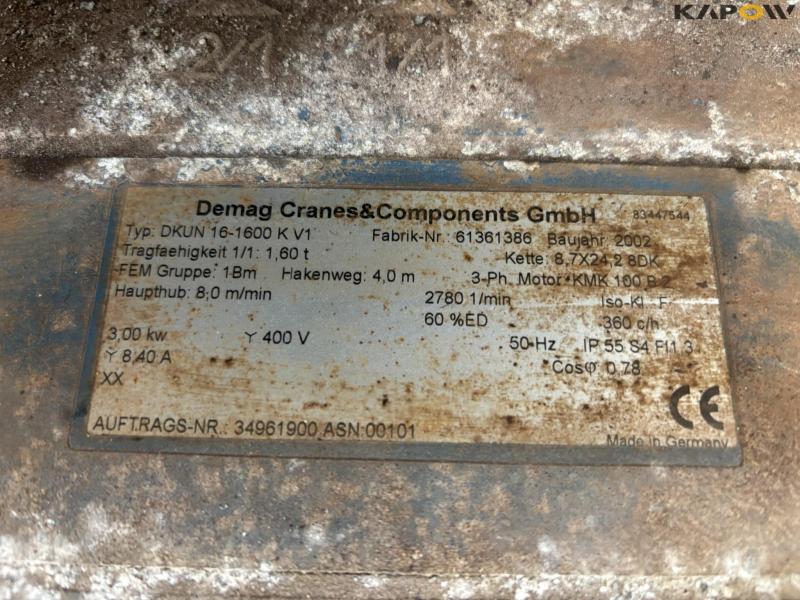 KAPOW
2/1 1/1
Demag Cranes&Components GmbH 83447544
Typ: DKUN 16-1600 K V1 Fabrik-Nr.: 61361386 Baujahr: 2002
Tragfaehigkeit 1/1: 1,60 t Kette: 8,7X24,2 8DK
FEM Gruppe: 1Bm Hakenweg: 4,0 m 3-Ph. Motor KMK 100 B 2
Haupthub: 8,0 m/min 2780 1/min Iso-Kl. F
60 %ED 360 c/h
3,00 kw Y 400 V 50 Hz IP 55 S4 FI1.3
Y 8,40 A Cosφ 0,78
XX
CE
AUFTRAGS-NR.: 34961900 ASN:00101
Made in Germany